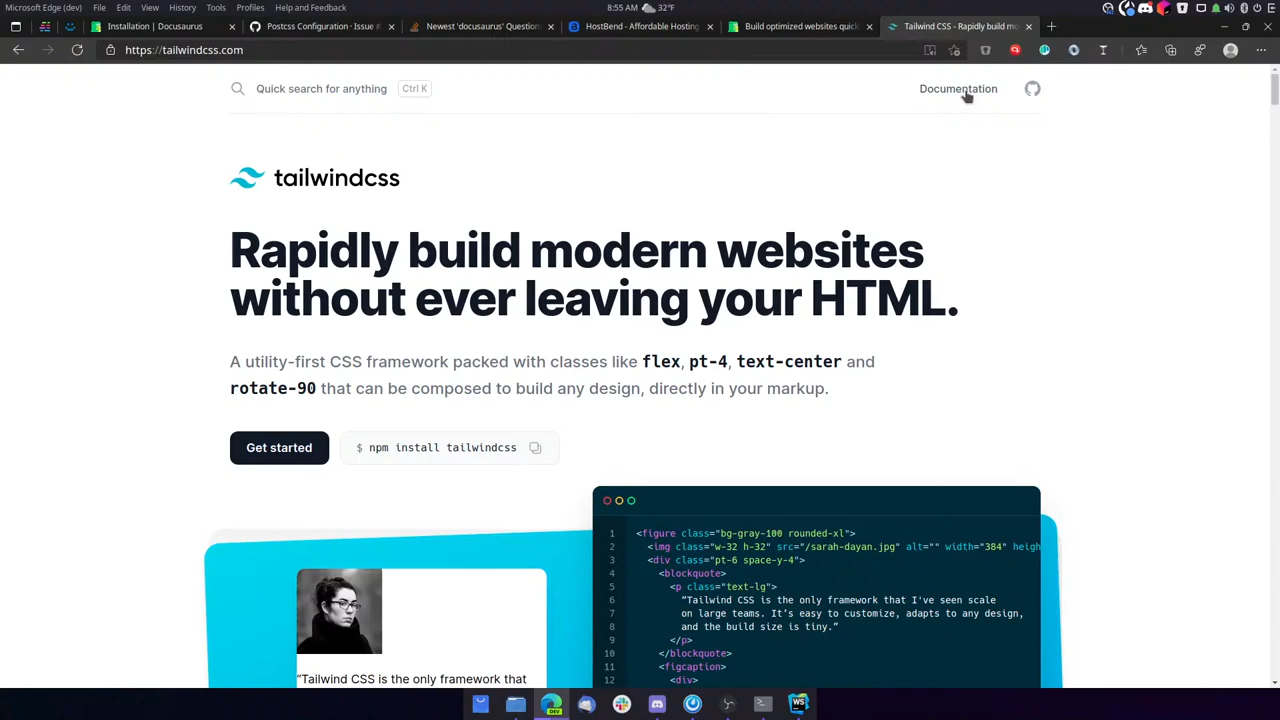 Microsoft Edge (dev) File Edit View History Tools Profiles Help and Feedback
8:55 AM 32°F
Installation | Docusaurus
Postcss Configuration · Issue #
Newest 'docusaurus' Question
HostBend - Affordable Hosting
Build optimized websites quick
Tailwind CSS - Rapidly build mo
https://tailwindcss.com
Quick search for anything
Ctrl K
Documentation
tailwindcss
Rapidly build modern websites
without ever leaving your HTML.
A utility-first CSS framework packed with classes like flex, pt-4, text-center and
rotate-90 that can be composed to build any design, directly in your markup.
Get started
$ npm install tailwindcss
1 <figure class="bg-gray-100 rounded-xl">
2 <img class="w-32 h-32" src="/sarah-dayan.jpg" alt="" width="384" heigh
3 <div class="pt-6 space-y-4">
4 <blockquote>
5 <p class="text-lg">
6 “Tailwind CSS is the only framework that I've seen scale
7 on large teams. It’s easy to customize, adapts to any design,
8 and the build size is tiny.”
9 </p>
10 </blockquote>
11 <figcaption>
12 <div>
“Tailwind CSS is the only framework that
DEV
WS